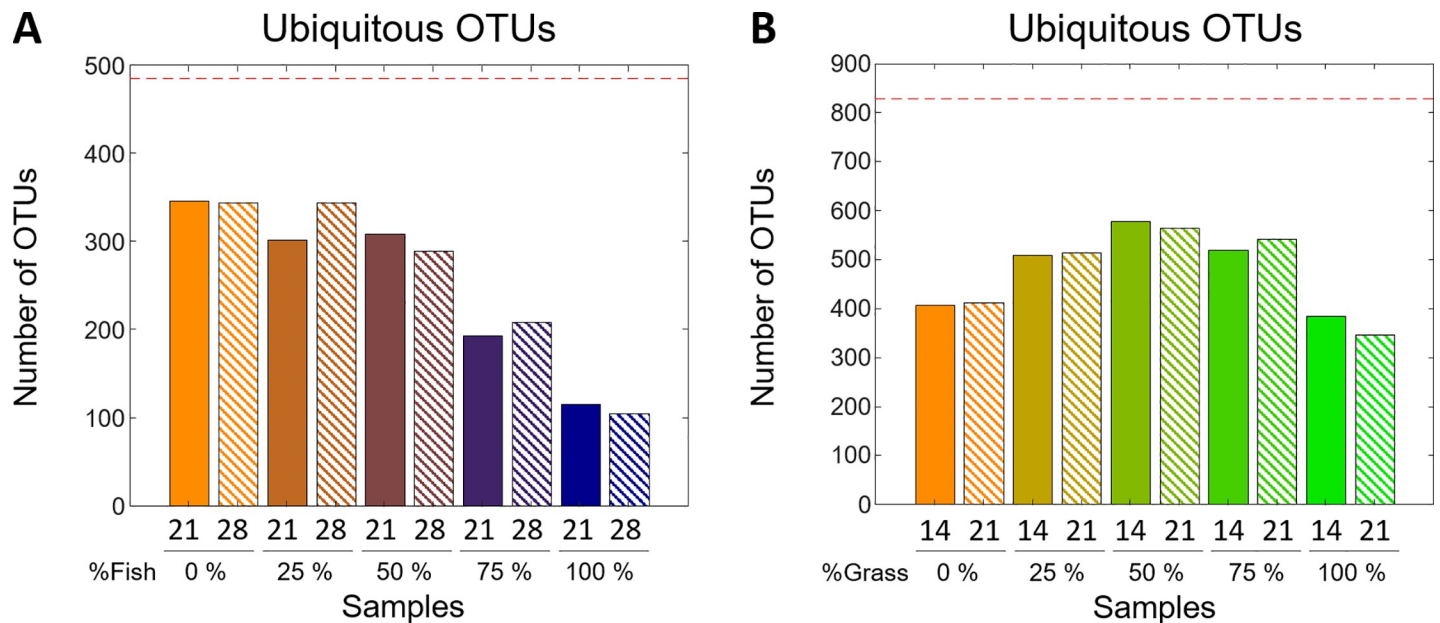 A
Ubiquitous OTUs
500
400
300
200
100
0
Number of OTUs
21 28 21 28 21 28 21 28 21 28
%Fish 0 % 25 % 50 % 75 % 100 %
Samples
B
Ubiquitous OTUs
900
800
700
600
500
400
300
200
100
0
Number of OTUs
14 21 14 21 14 21 14 21 14 21
%Grass 0 % 25 % 50 % 75 % 100 %
Samples